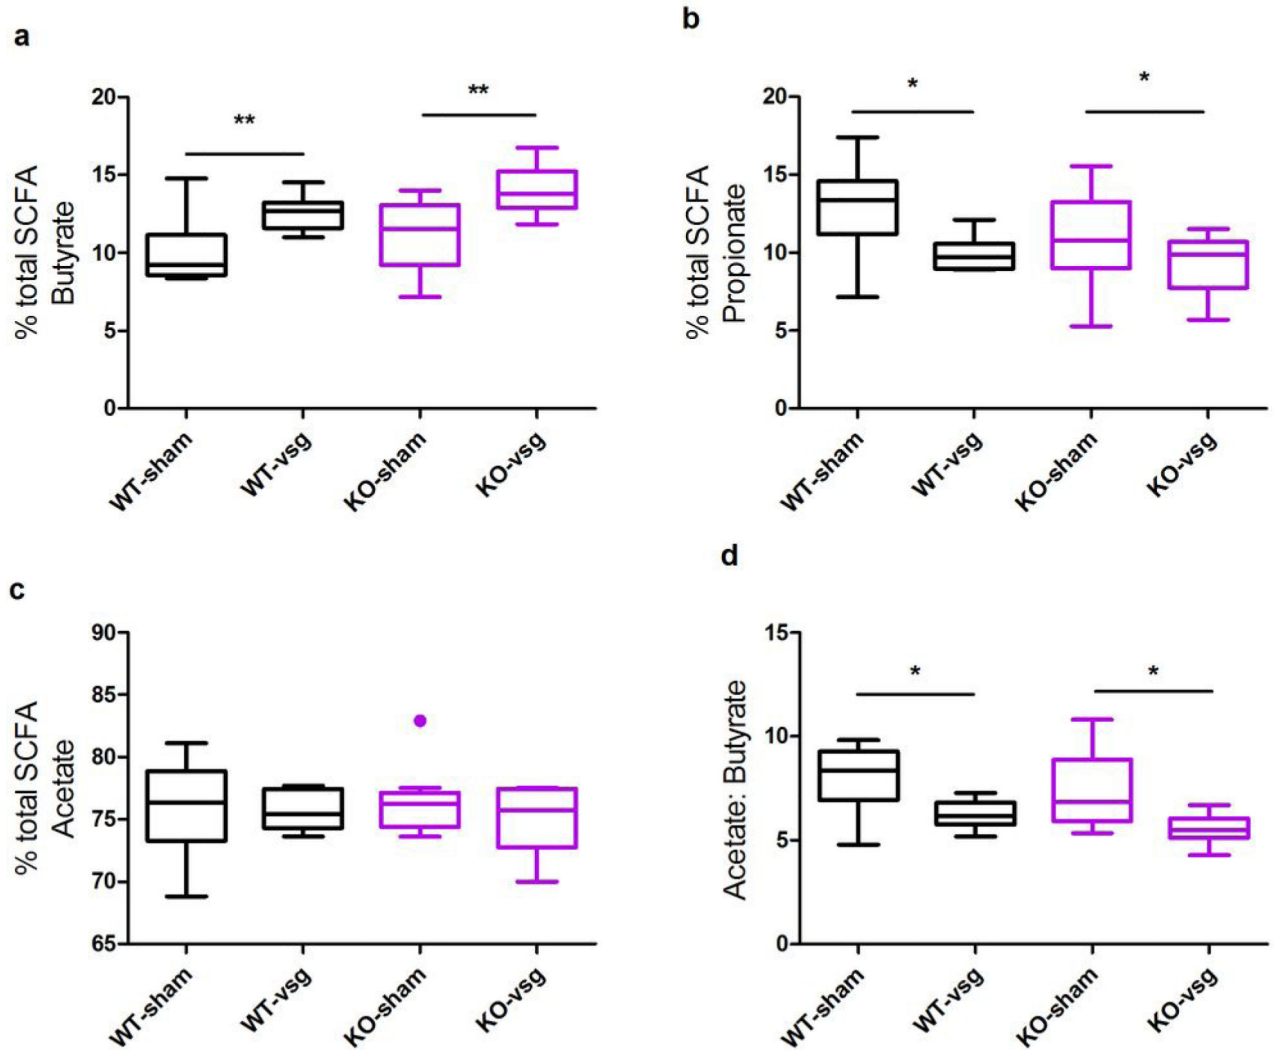 a
% total SCFA
Butyrate
20
15
10
5
0
**
**
WT-sham
WT-vsg
KO-sham
KO-vsg
b
% total SCFA
Propionate
20
15
10
5
0
*
*
WT-sham
WT-vsg
KO-sham
KO-vsg
c
% total SCFA
Acetate
90
85
80
75
70
65
WT-sham
WT-vsg
KO-sham
KO-vsg
d
Acetate: Butyrate
15
10
5
0
*
*
WT-sham
WT-vsg
KO-sham
KO-vsg